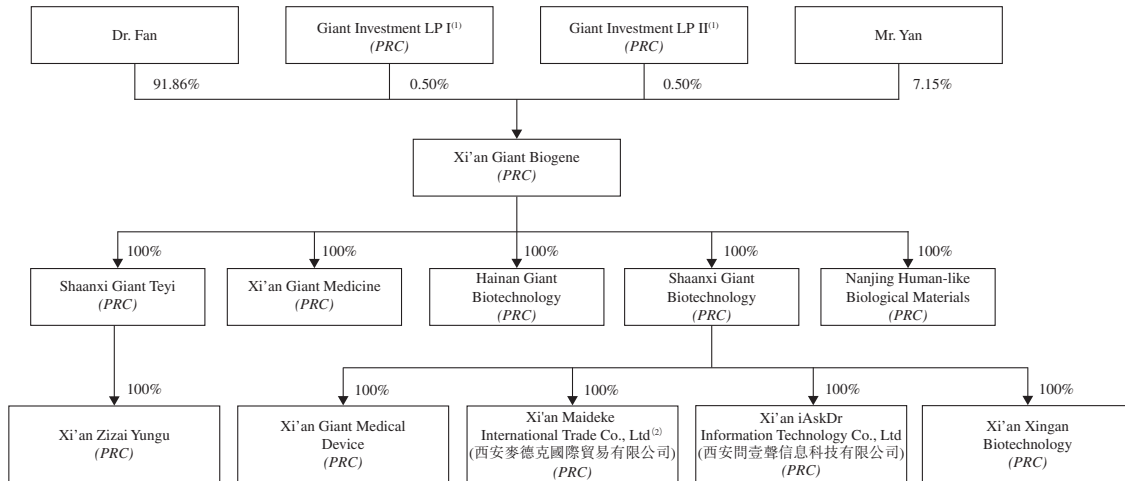 Dr. Fan
Giant Investment LP I(1)
(PRC)
Giant Investment LP II(1)
(PRC)
Mr. Yan
91.86%
0.50%
0.50%
7.15%
Xi’an Giant Biogene
(PRC)
100%
100%
100%
100%
100%
Shaanxi Giant Teyi
(PRC)
Xi’an Giant Medicine
(PRC)
Hainan Giant
Biotechnology
(PRC)
Shaanxi Giant
Biotechnology
(PRC)
Nanjing Human-like
Biological Materials
(PRC)
100%
100%
100%
100%
100%
Xi’an Zizai Yungu
(PRC)
Xi’an Giant Medical
Device
(PRC)
Xi'an Maideke
International Trade Co., Ltd(2)
(西安麥德克國際貿易有限公司)
(PRC)
Xi’an iAskDr
Information Technology Co., Ltd
(西安問壹聲信息科技有限公司)
(PRC)
Xi’an Xingan
Biotechnology
(PRC)